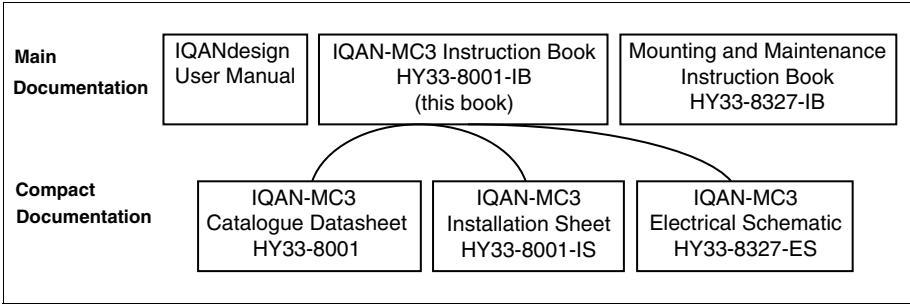 Main
Documentation
IQANdesign
User Manual
IQAN-MC3 Instruction Book
HY33-8001-IB
(this book)
Mounting and Maintenance
Instruction Book
HY33-8327-IB
Compact
Documentation
IQAN-MC3
Catalogue Datasheet
HY33-8001
IQAN-MC3
Installation Sheet
HY33-8001-IS
IQAN-MC3
Electrical Schematic
HY33-8327-ES